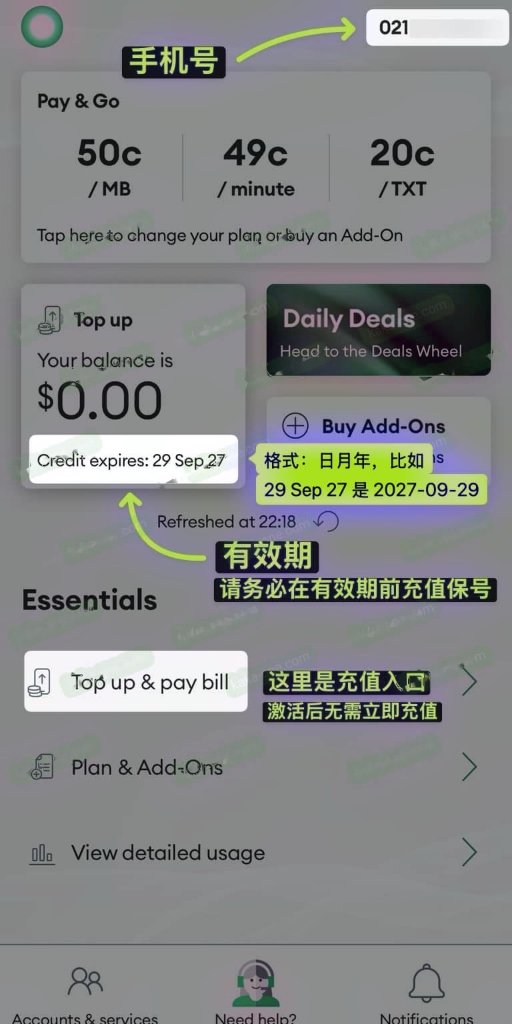 021
手机号
Pay & Go
50c
/ MB
49c
/ minute
20c
/ TXT
Tap here to change your plan or buy an Add-On
Top up
Your balance is
$0.00
Credit expires: 29 Sep 27
Daily Deals
Head to the Deals Wheel
Buy Add-Ons
格式：日月年，比如
29 Sep 27 是 2027-09-29
Refreshed at 22:18
有效期
请务必在有效期前充值保号
Essentials
Top up & pay bill
这里是充值入口
激活后无需立即充值
Plan & Add-Ons
View detailed usage
Accounts & services
Need help?
Notifications